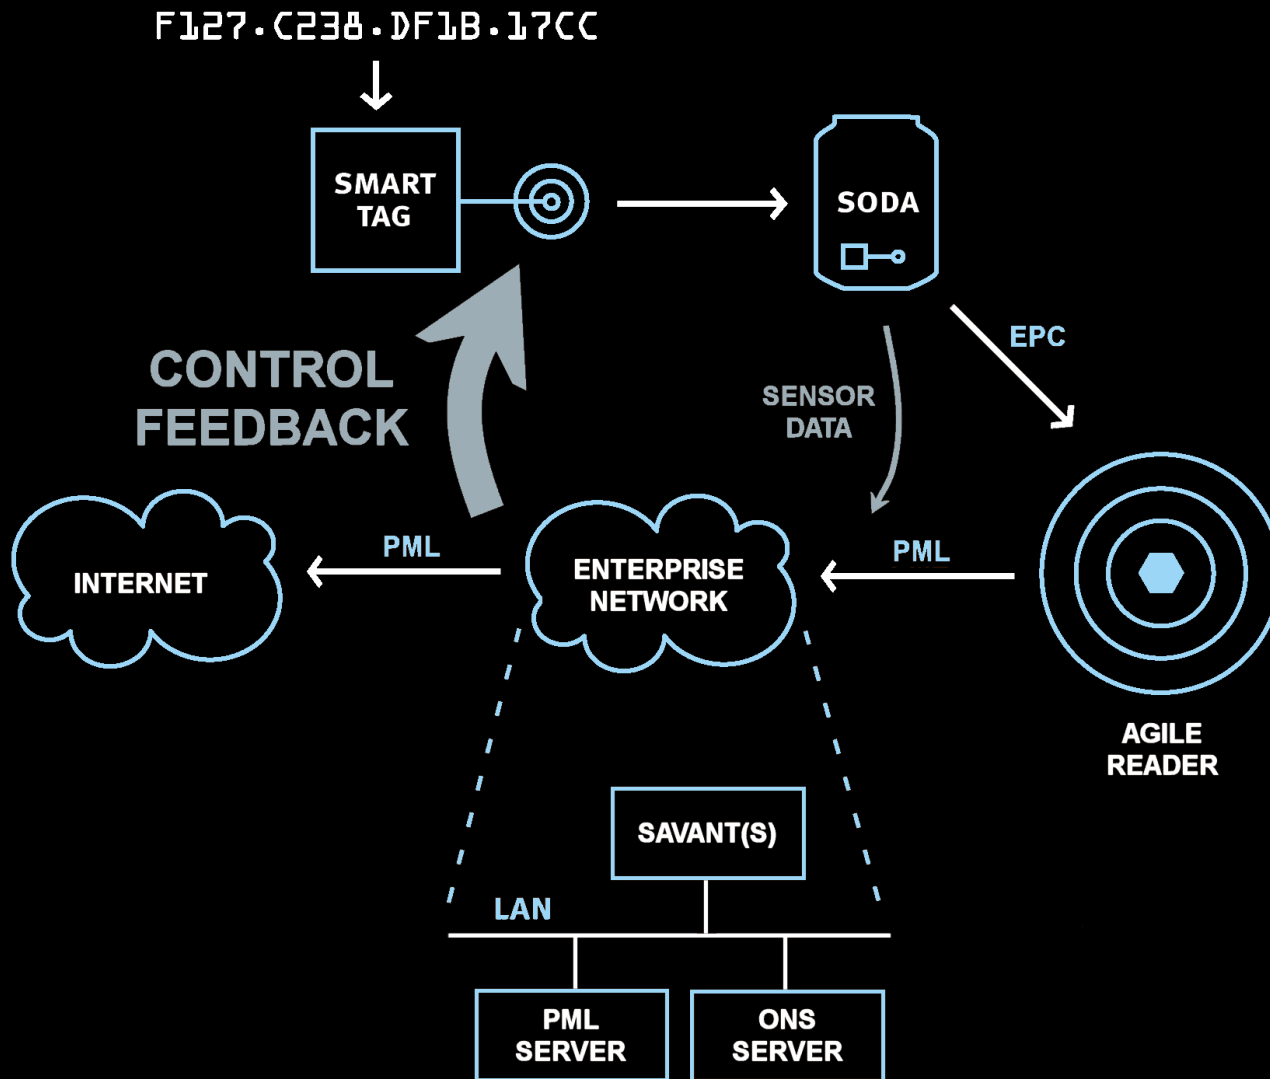 F127.C238.DF1B.17CC
SMART
TAG
SODA
EPC
CONTROL
FEEDBACK
SENSOR
DATA
INTERNET
PML
ENTERPRISE
NETWORK
PML
AGILE
READER
SAVANT(S)
LAN
PML
SERVER
ONS
SERVER